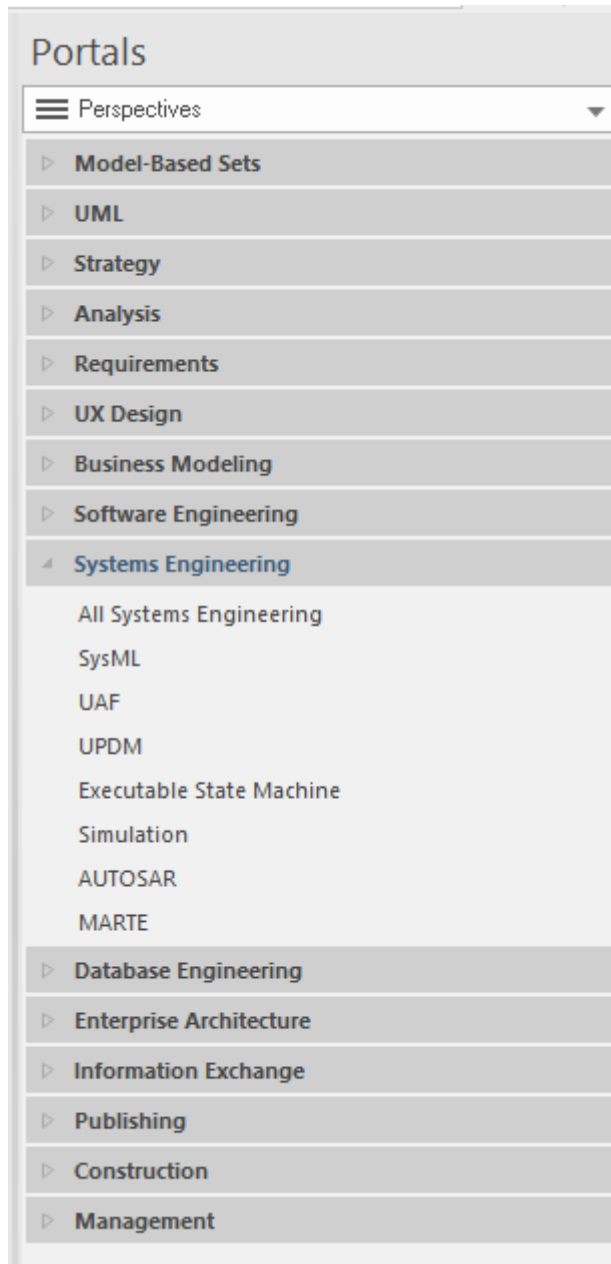 Portals
Perspectives
Model-Based Sets
UML
Strategy
Analysis
Requirements
UX Design
Business Modeling
Software Engineering
Systems Engineering
All Systems Engineering
SysML
UAF
UPDM
Executable State Machine
Simulation
AUTOSAR
MARTE
Database Engineering
Enterprise Architecture
Information Exchange
Publishing
Construction
Management